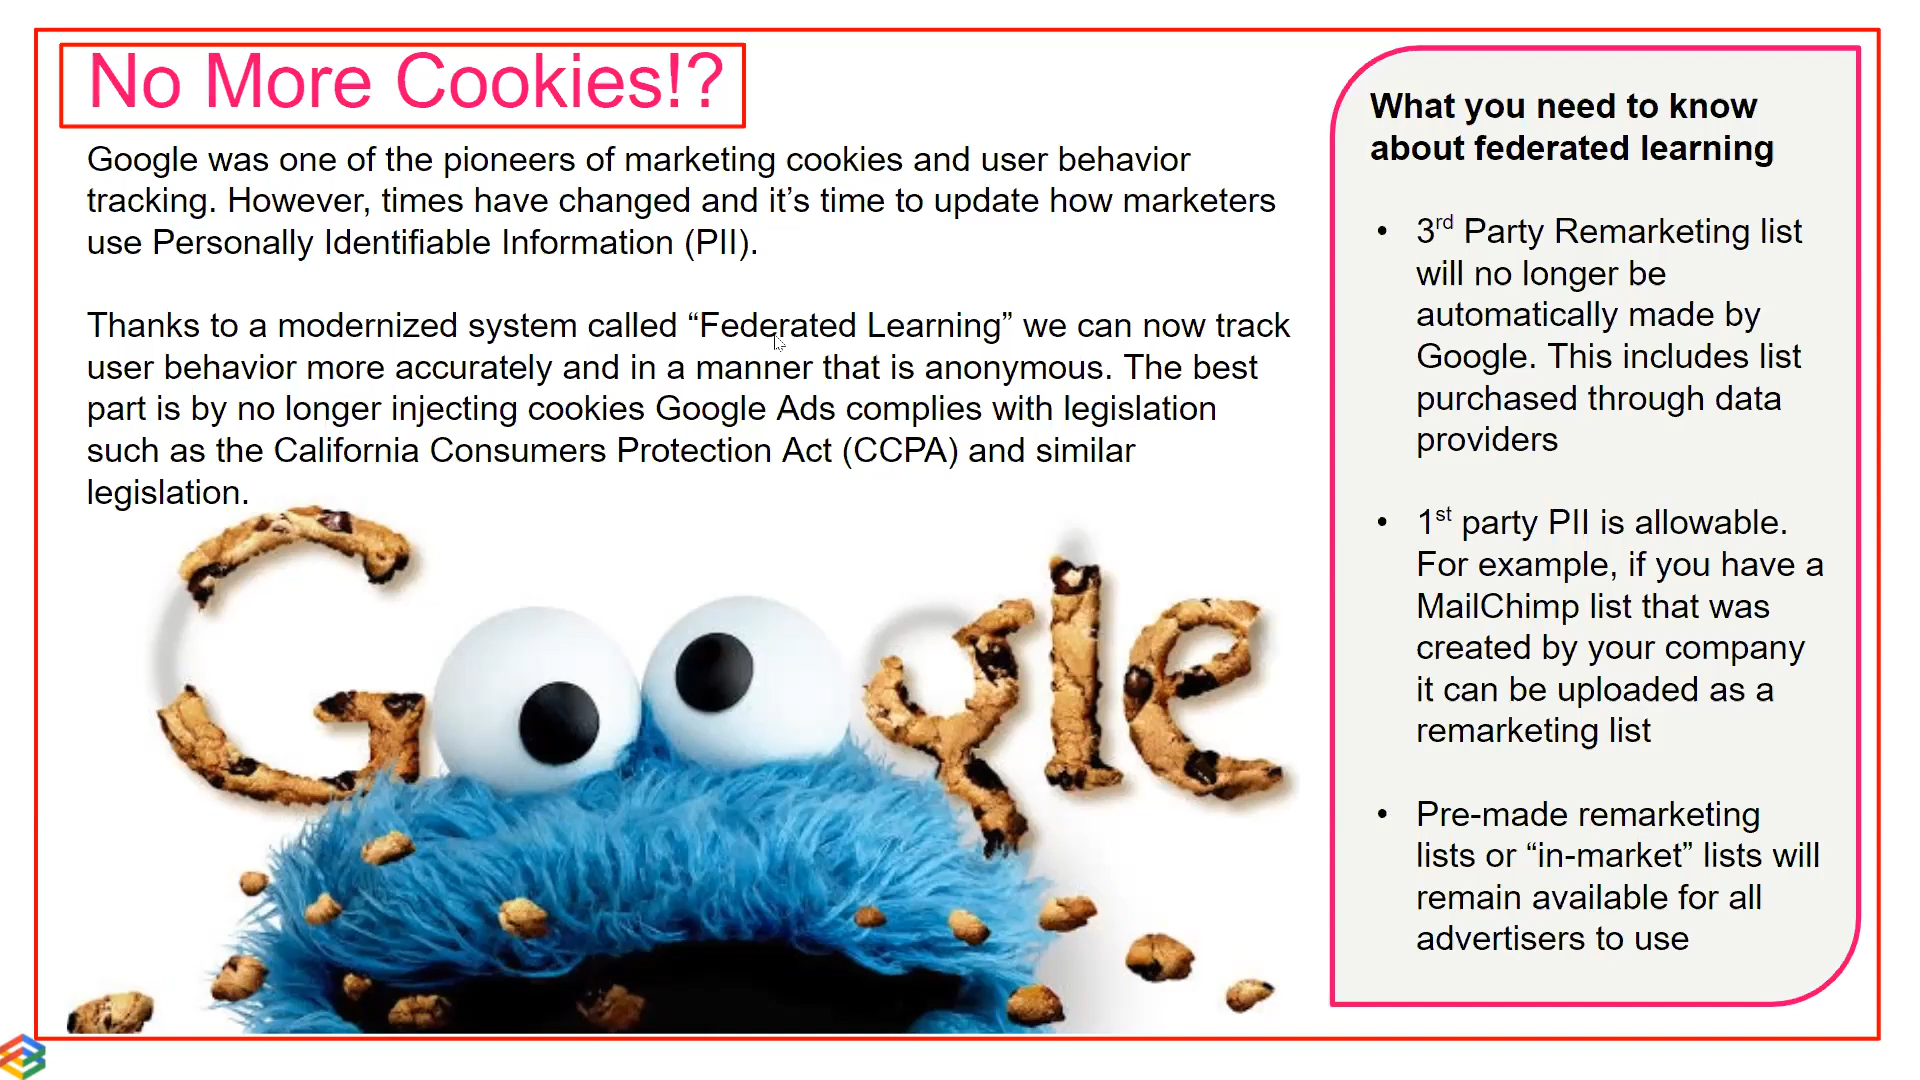 No More Cookies!?
Google was one of the pioneers of marketing cookies and user behavior
tracking. However, times have changed and it’s time to update how marketers
use Personally Identifiable Information (PII).
Thanks to a modernized system called “Federated Learning” we can now track
user behavior more accurately and in a manner that is anonymous. The best
part is by no longer injecting cookies Google Ads complies with legislation
such as the California Consumers Protection Act (CCPA) and similar
legislation.
Google
What you need to know
about federated learning
• 3rd Party Remarketing list
will no longer be
automatically made by
Google. This includes list
purchased through data
providers
• 1st party PII is allowable.
For example, if you have a
MailChimp list that was
created by your company
it can be uploaded as a
remarketing list
• Pre-made remarketing
lists or “in-market” lists will
remain available for all
advertisers to use